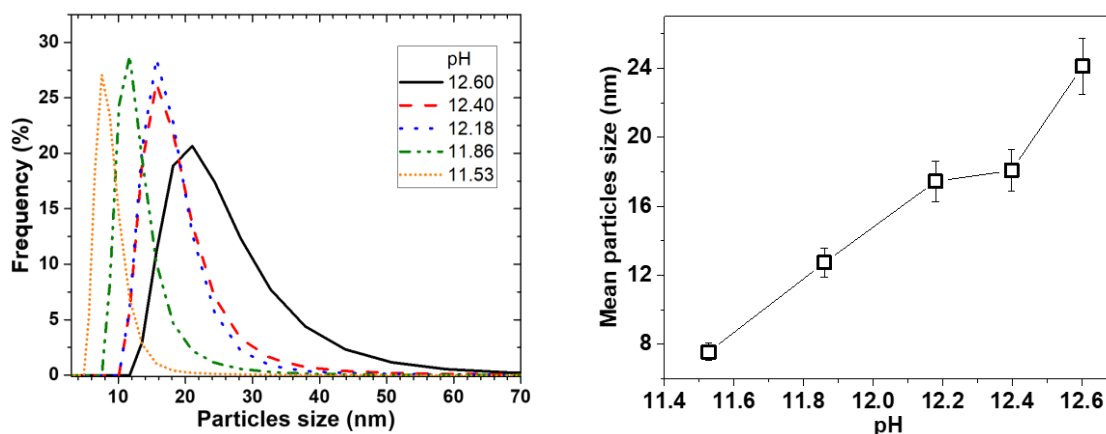 Frequency (%)
30
25
20
15
10
5
0
10 20 30 40 50 60 70
Particles size (nm)
pH
12.60
12.40
12.18
11.86
11.53
Mean particles size (nm)
24
20
16
12
8
11.4 11.6 11.8 12.0 12.2 12.4 12.6
pH